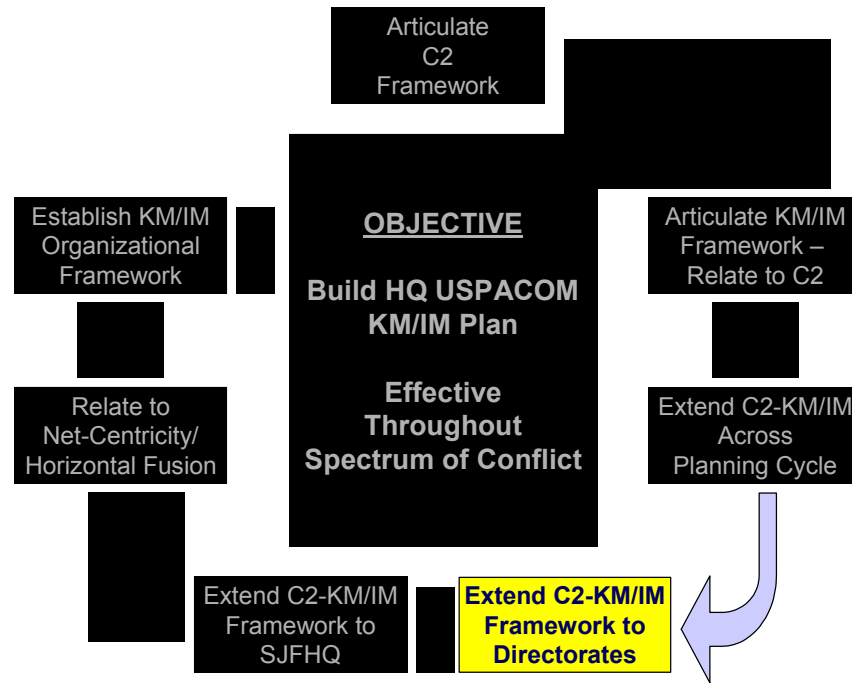 Articulate
C2
Framework
Establish KM/IM
Organizational
Framework
OBJECTIVE
Build HQ USPACOM
KM/IM Plan
Effective
Throughout
Spectrum of Conflict
Articulate KM/IM
Framework –
Relate to C2
Relate to
Net-Centricity/
Horizontal Fusion
Extend C2-KM/IM
Across
Planning Cycle
Extend C2-KM/IM
Framework to
SJFHQ
Extend C2-KM/IM
Framework to
Directorates